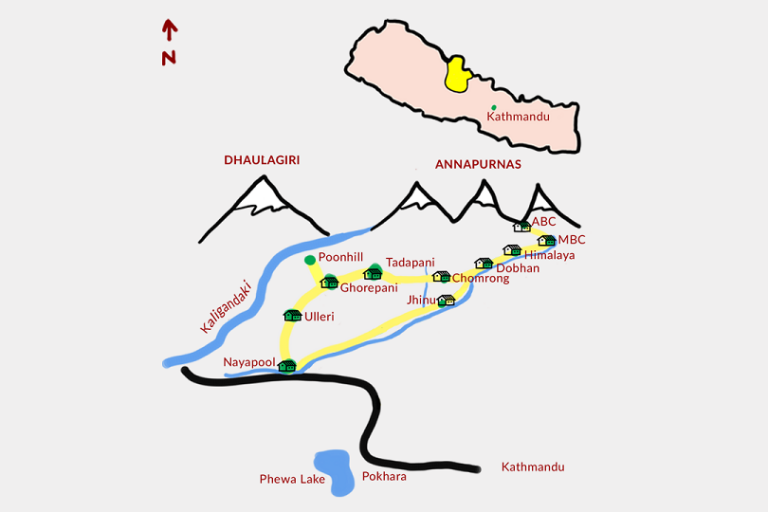 N
Kathmandu
DHAULAGIRI
ANNAPURNAS
ABC
MBC
Himalaya
Poonhill
Tadapani
Dobhan
Chomrong
Ghorepani
Jhinu
Kaligandaki
Ulleri
Nayapool
Kathmandu
Phewa Lake
Pokhara